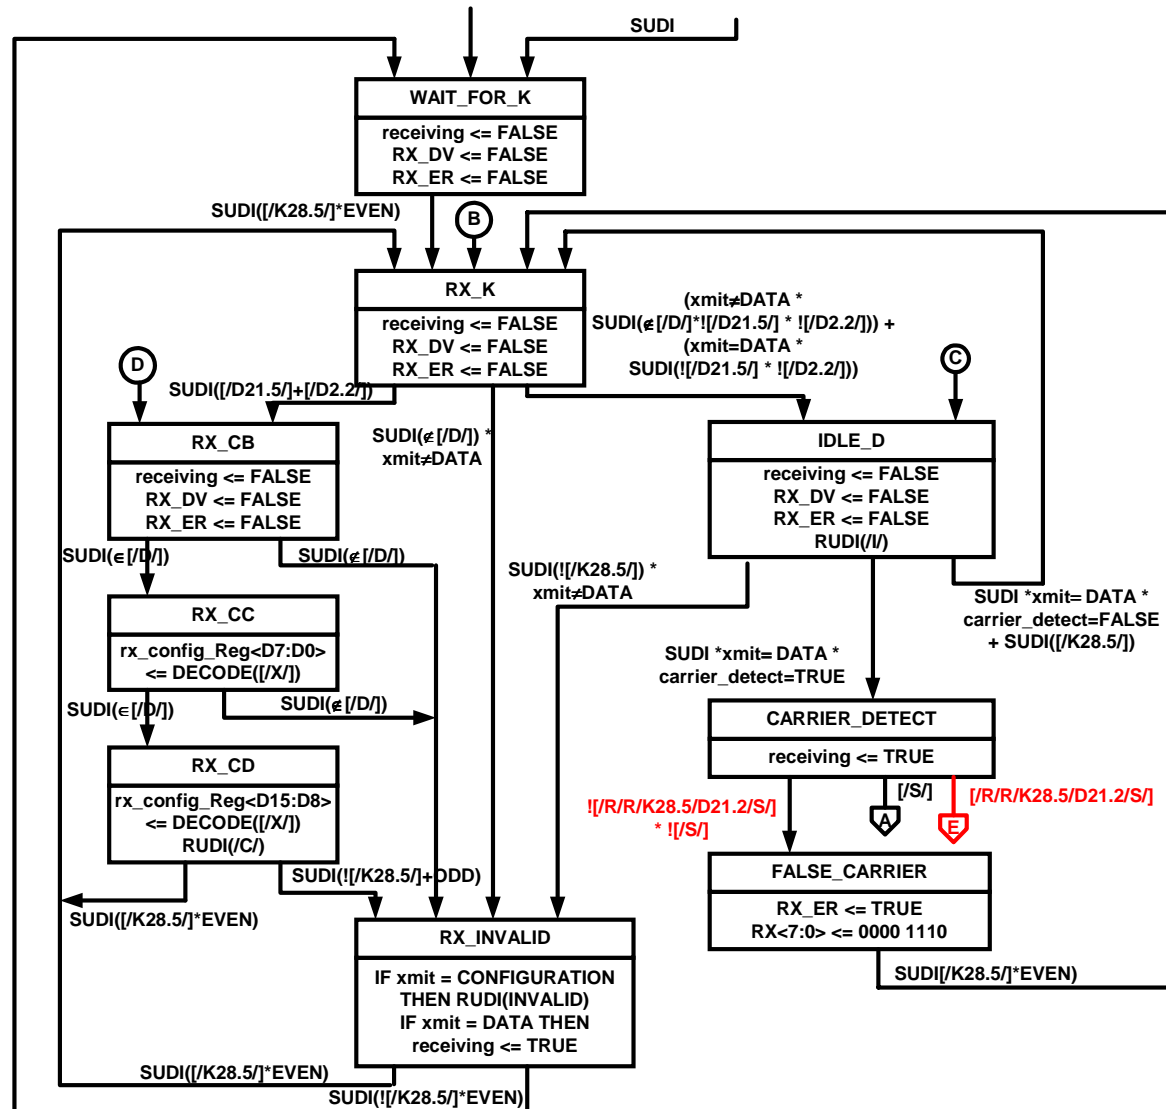 SUDI
WAIT_FOR_K
receiving <= FALSE
RX_DV <= FALSE
RX_ER <= FALSE
SUDI([/K28.5/]*EVEN)
B
RX_K
receiving <= FALSE
RX_DV <= FALSE
RX_ER <= FALSE
(xmit≠DATA *
SUDI(∉[/D/]*![/D21.5/] * ![/D2.2/])) +
(xmit=DATA *
SUDI(![/D21.5/] * ![/D2.2/]))
D
C
SUDI([/D21.5/]+[/D2.2/])
RX_CB
receiving <= FALSE
RX_DV <= FALSE
RX_ER <= FALSE
SUDI(∉[/D/]) *
xmit≠DATA
IDLE_D
receiving <= FALSE
RX_DV <= FALSE
RX_ER <= FALSE
RUDI(/I/)
SUDI(∈[/D/])
SUDI(∉[/D/])
SUDI(![/K28.5/]) *
xmit≠DATA
SUDI *xmit= DATA *
carrier_detect=FALSE
+ SUDI([/K28.5/])
RX_CC
rx_config_Reg<D7:D0>
<= DECODE([/X/])
SUDI *xmit= DATA *
carrier_detect=TRUE
SUDI(∈[/D/])
SUDI(∉[/D/])
CARRIER_DETECT
receiving <= TRUE
RX_CD
rx_config_Reg<D15:D8>
<= DECODE([/X/])
RUDI(/C/)
![/R/R/K28.5/D21.2/S/]
* ![/S/]
[/S/]
A
[/R/R/K28.5/D21.2/S/]
E
SUDI(![/K28.5/]+ODD)
SUDI([/K28.5/]*EVEN)
FALSE_CARRIER
RX_ER <= TRUE
RX<7:0> <= 0000 1110
RX_INVALID
IF xmit = CONFIGURATION
THEN RUDI(INVALID)
IF xmit = DATA THEN
receiving <= TRUE
SUDI[/K28.5/]*EVEN)
SUDI([/K28.5/]*EVEN)
SUDI(![/K28.5/]*EVEN)